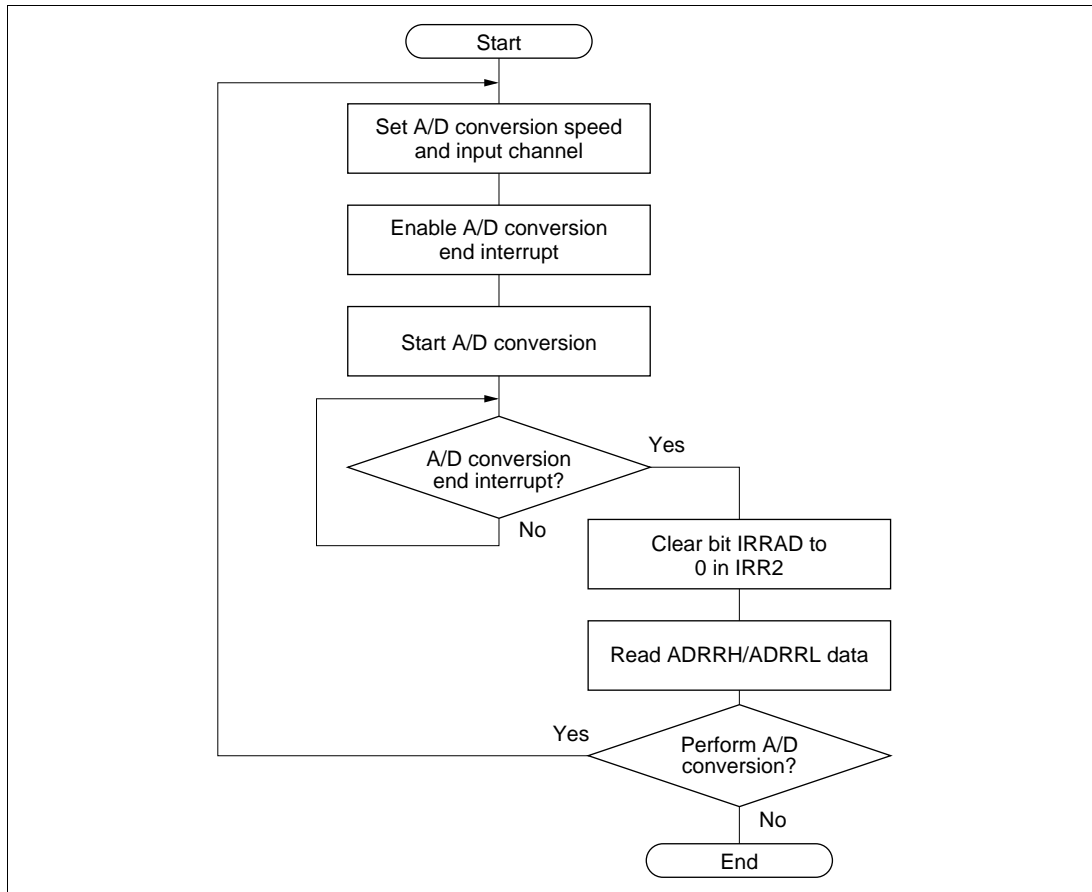 Start
Set A/D conversion speed
and input channel
Enable A/D conversion
end interrupt
Start A/D conversion
A/D conversion
end interrupt?
Yes
No
Clear bit IRRAD to
0 in IRR2
Read ADRRH/ADRRL data
Yes
Perform A/D
conversion?
No
End